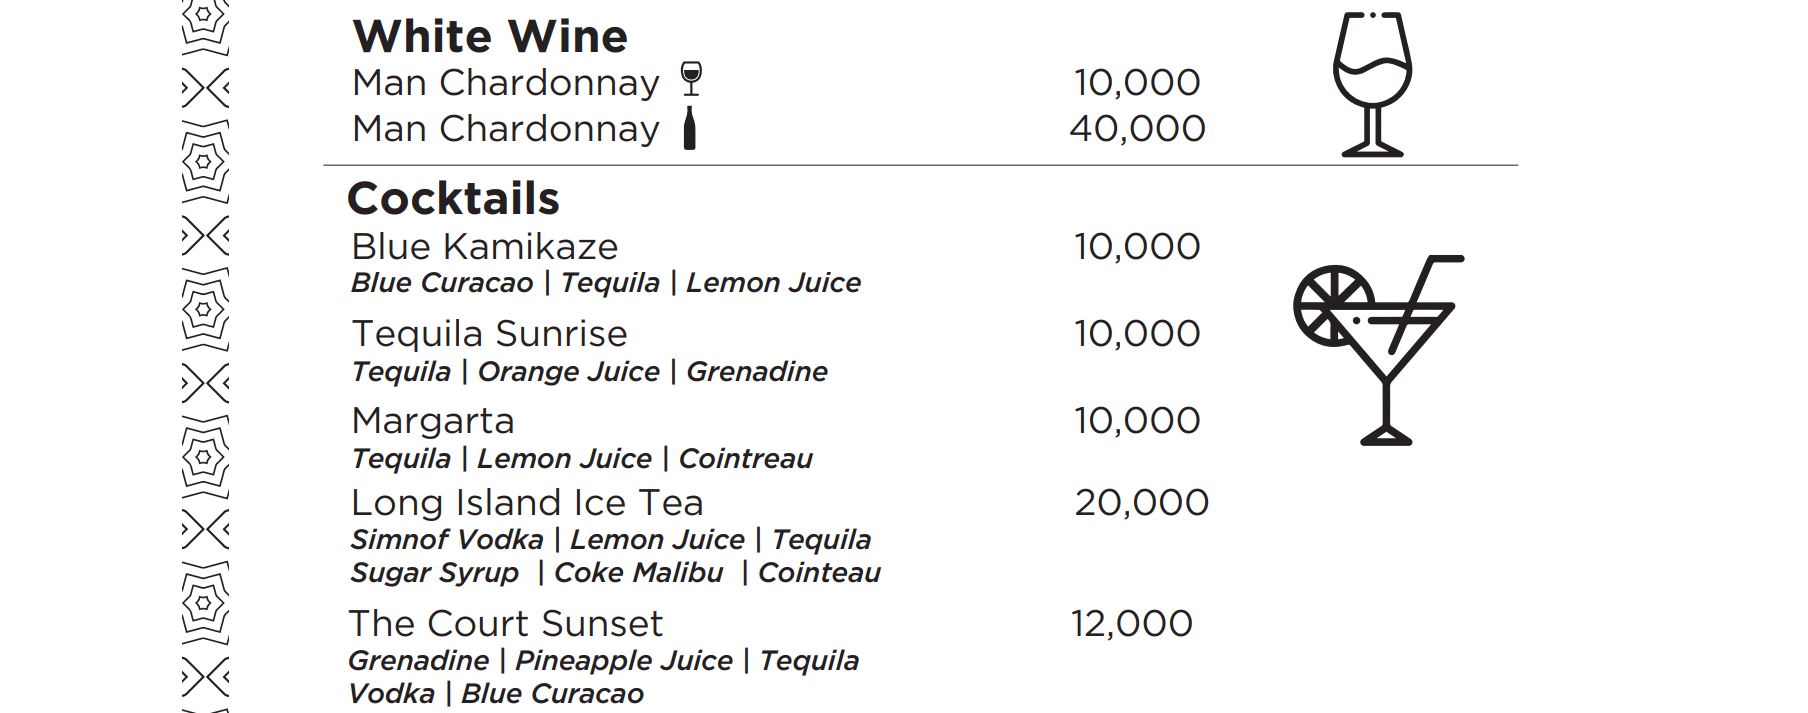 White Wine
Man Chardonnay 10,000
Man Chardonnay 40,000
Cocktails
Blue Kamikaze 10,000
Blue Curacao | Tequila | Lemon Juice
Tequila Sunrise 10,000
Tequila | Orange Juice | Grenadine
Margarta 10,000
Tequila | Lemon Juice | Cointreau
Long Island Ice Tea 20,000
Simnof Vodka | Lemon Juice | Tequila
Sugar Syrup | Coke Malibu | Cointeau
The Court Sunset 12,000
Grenadine | Pineapple Juice | Tequila
Vodka | Blue Curacao